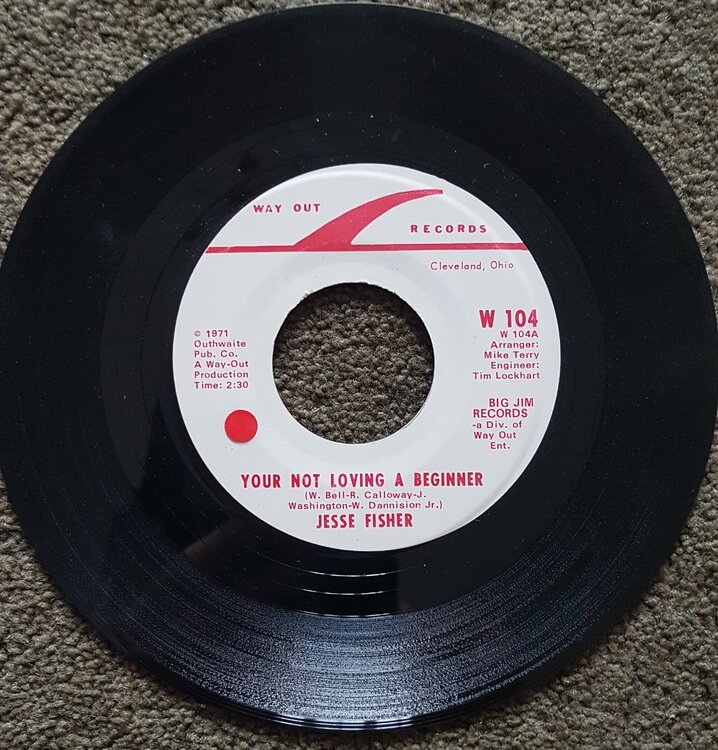 WAY OUT
RECORDS
Cleveland, Ohio
© 1971
Outhwaite
Pub. Co.
A Way-Out
Production
Time: 2:30
W 104
W 104A
Arranger:
Mike Terry
Engineer:
Tim Lockhart
BIG JIM
RECORDS
-a Div. of
Way Out
Ent.
YOUR NOT LOVING A BEGINNER
(W. Bell-R. Calloway-J.
Washington-W. Dannision Jr.)
JESSE FISHER